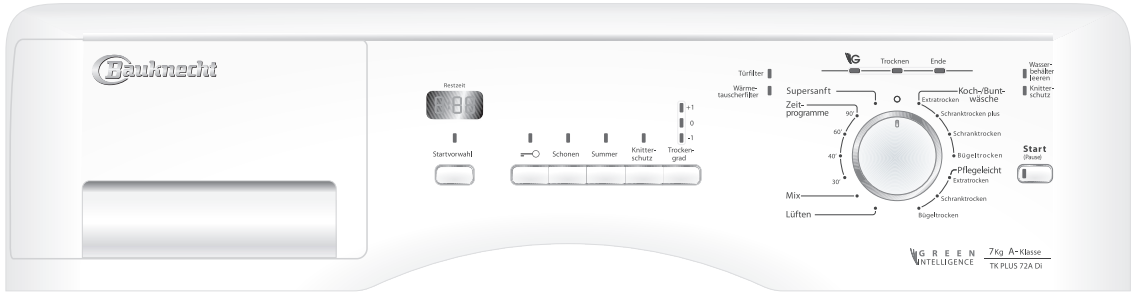 Bauknecht
Restzeit
Startvorwahl
Schonen
Summer
Knitter-
schutz
Trocken-
grad
+1
0
-1
Türfilter
Wärme-
tauscherfilter
G
Trocknen
Ende
Wasser-
behälter
leeren
Knitter-
schutz
Supersanft
Zeit-
programme
90'
60'
40'
30'
Mix
Lüften
Koch-/Bunt-
wäsche
Extratrocken
Schranktrocken plus
Schranktrocken
Bügeltrocken
Pflegeleicht
Extratrocken
Schranktrocken
Bügeltrocken
Start
(Pause)
GREEN
INTELLIGENCE
7Kg A-Klasse
TK PLUS 72A Di